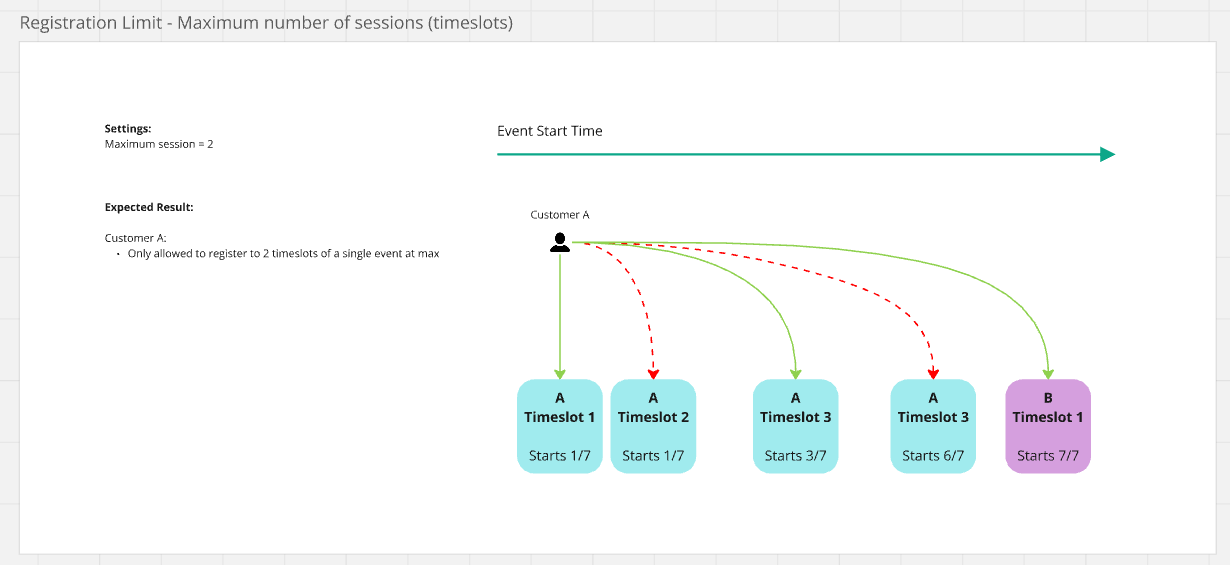 Registration Limit - Maximum number of sessions (timeslots)
Settings:
Maximum session = 2
Expected Result:
Customer A:
• Only allowed to register to 2 timeslots of a single event at max
Event Start Time
Customer A
A
Timeslot 1
Starts 1/7
A
Timeslot 2
Starts 1/7
A
Timeslot 3
Starts 3/7
A
Timeslot 3
Starts 6/7
B
Timeslot 1
Starts 7/7